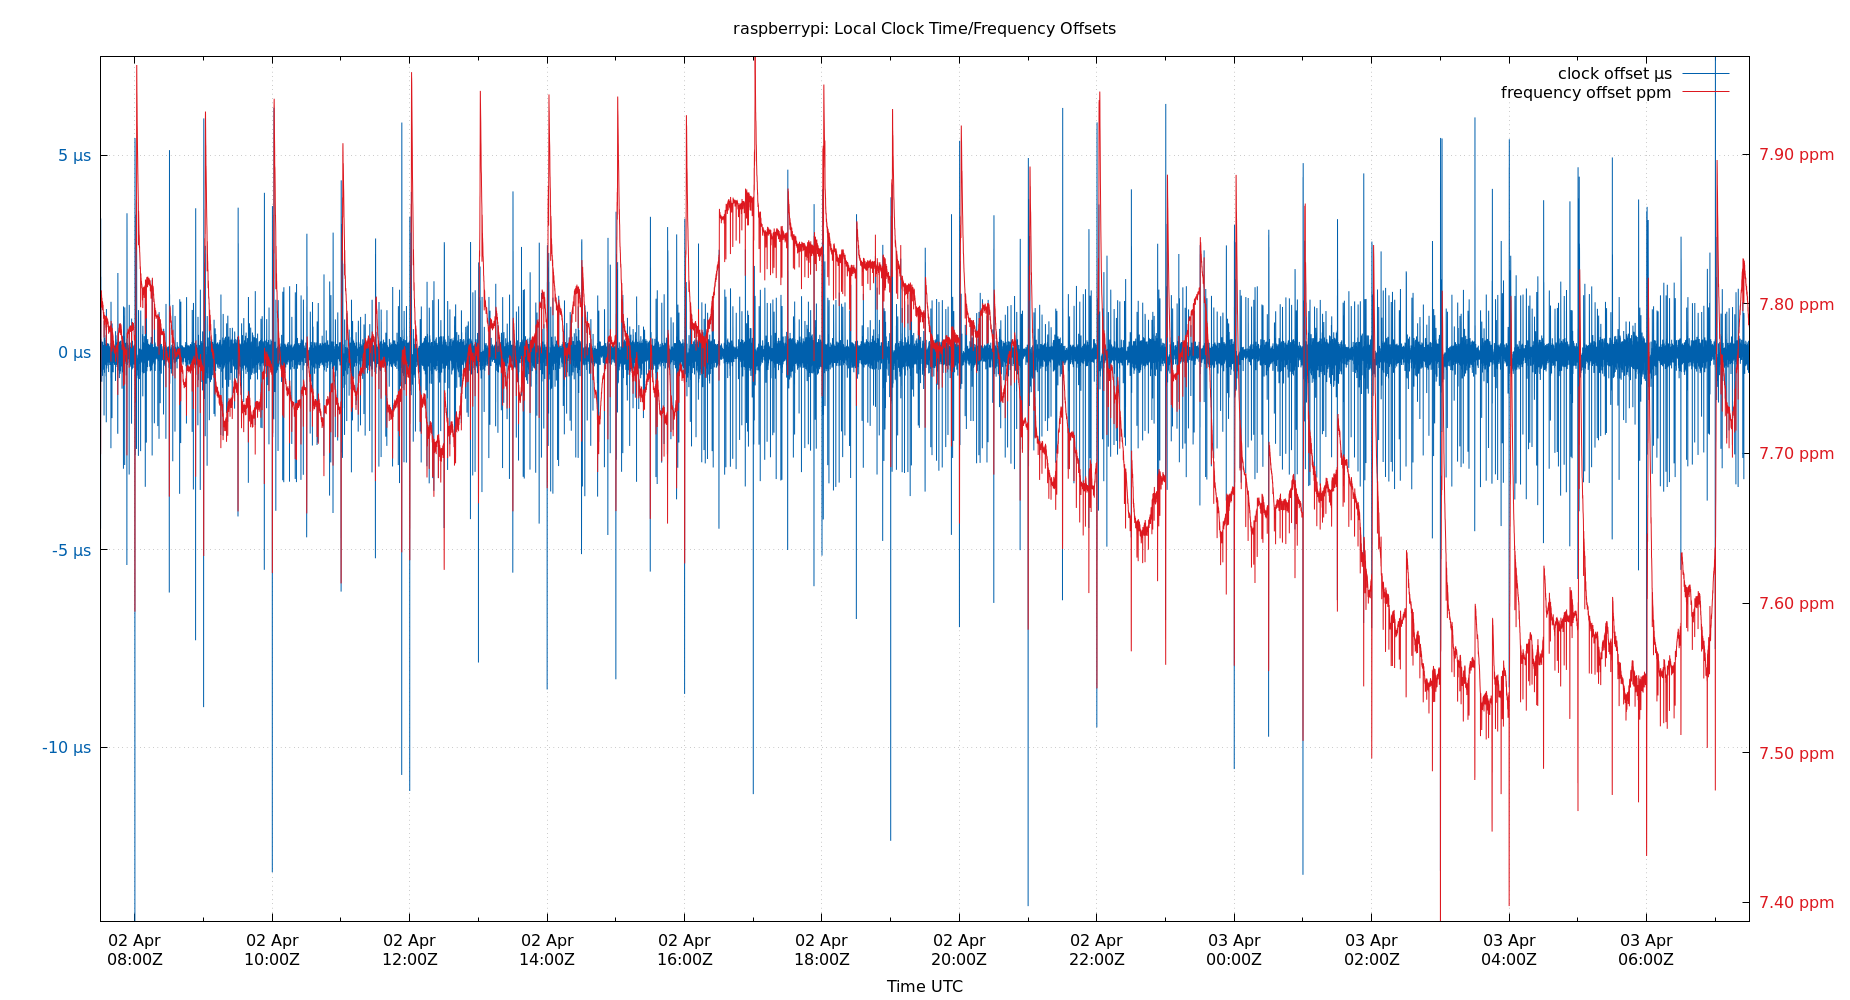 raspberrypi: Local Clock Time/Frequency Offsets
clock offset µs
frequency offset ppm
5 µs
0 µs
-5 µs
-10 µs
7.90 ppm
7.80 ppm
7.70 ppm
7.60 ppm
7.50 ppm
7.40 ppm
02 Apr 02 Apr 02 Apr 02 Apr 02 Apr 02 Apr 02 Apr 02 Apr 03 Apr 03 Apr 03 Apr 03 Apr
08:00Z 10:00Z 12:00Z 14:00Z 16:00Z 18:00Z 20:00Z 22:00Z 00:00Z 02:00Z 04:00Z 06:00Z
Time UTC